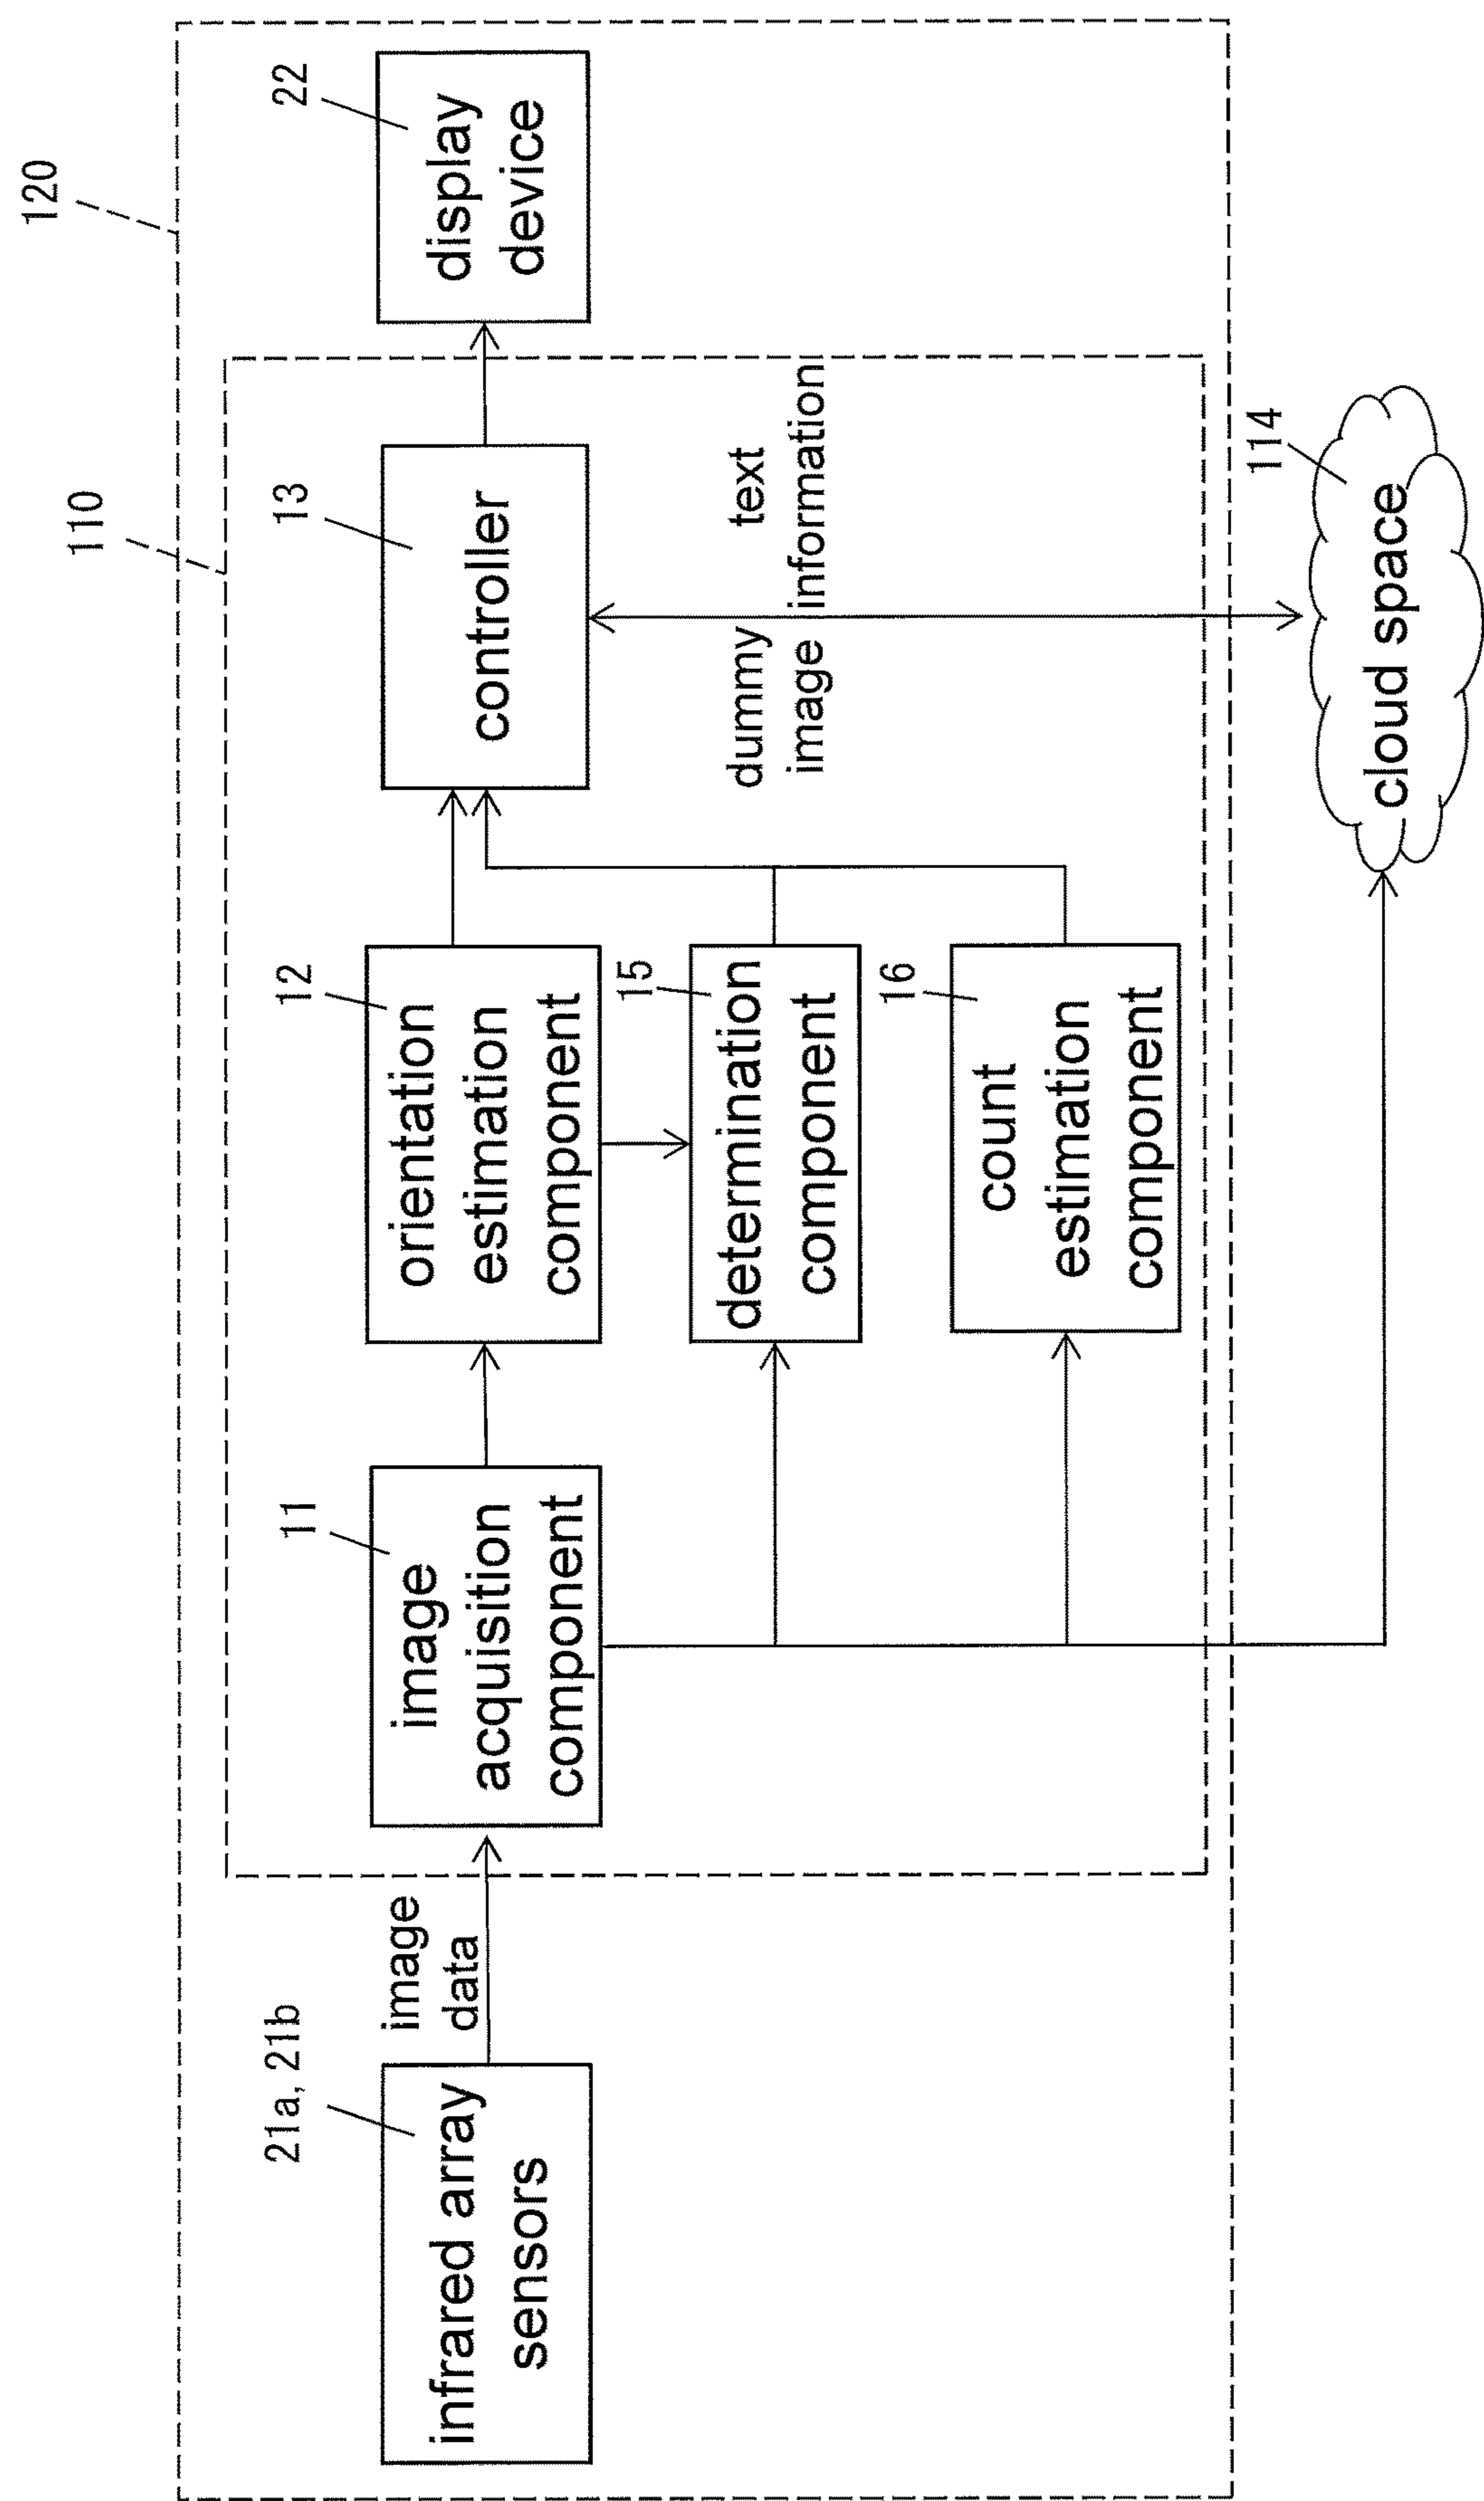 120
110
21a, 21b
infrared array
sensors
image
data
11
image
acquisition
component
12
orientation
estimation
component
13
controller
22
display
device
15
determination
component
16
count
estimation
component
dummy
image
text
information
114
cloud space